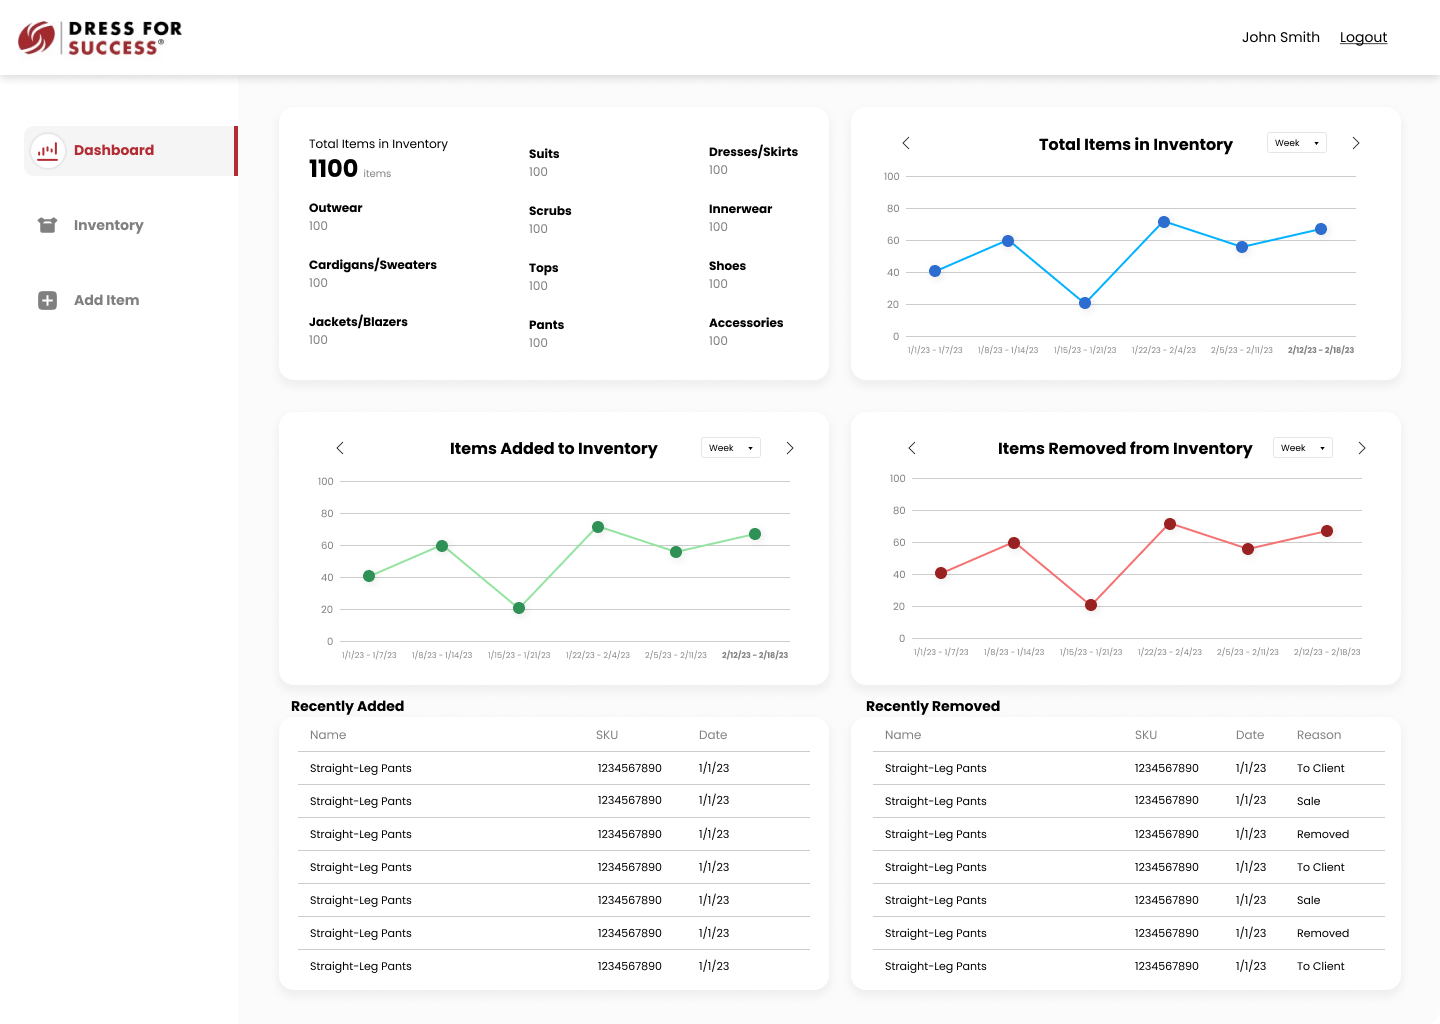 DRESS FOR
SUCCESS®
John Smith
Logout
Dashboard
Inventory
Add Item
Total Items in Inventory
1100 items
Outwear
100
Cardigans/Sweaters
100
Jackets/Blazers
100
Suits
100
Scrubs
100
Tops
100
Pants
100
Dresses/Skirts
100
Innerwear
100
Shoes
100
Accessories
100
Total Items in Inventory
Week
100
80
60
40
20
0
1/1/23 - 1/7/23
1/8/23 - 1/14/23
1/15/23 - 1/21/23
1/22/23 - 2/4/23
2/5/23 - 2/11/23
2/12/23 - 2/18/23
Items Added to Inventory
Week
100
80
60
40
20
0
1/1/23 - 1/7/23
1/8/23 - 1/14/23
1/15/23 - 1/21/23
1/22/23 - 2/4/23
2/5/23 - 2/11/23
2/12/23 - 2/18/23
Items Removed from Inventory
Week
100
80
60
40
20
0
1/1/23 - 1/7/23
1/8/23 - 1/14/23
1/15/23 - 1/21/23
1/22/23 - 2/4/23
2/5/23 - 2/11/23
2/12/23 - 2/18/23
Recently Added
Name SKU Date
Straight-Leg Pants 1234567890 1/1/23
Straight-Leg Pants 1234567890 1/1/23
Straight-Leg Pants 1234567890 1/1/23
Straight-Leg Pants 1234567890 1/1/23
Straight-Leg Pants 1234567890 1/1/23
Straight-Leg Pants 1234567890 1/1/23
Straight-Leg Pants 1234567890 1/1/23
Recently Removed
Name SKU Date Reason
Straight-Leg Pants 1234567890 1/1/23 To Client
Straight-Leg Pants 1234567890 1/1/23 Sale
Straight-Leg Pants 1234567890 1/1/23 Removed
Straight-Leg Pants 1234567890 1/1/23 To Client
Straight-Leg Pants 1234567890 1/1/23 Sale
Straight-Leg Pants 1234567890 1/1/23 Removed
Straight-Leg Pants 1234567890 1/1/23 To Client